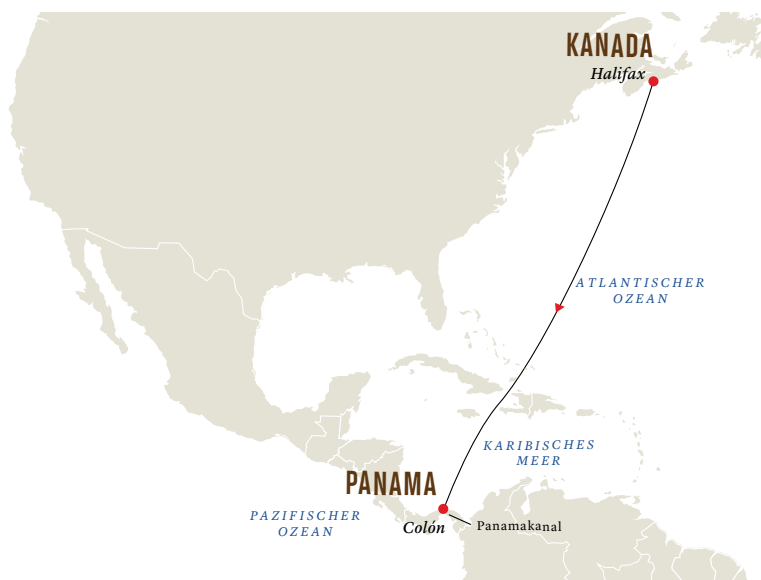 KANADA
Halifax
ATLANTISCHER
OZEAN
KARIBISCHES
MEER
PANAMA
PAZIFISCHER
OZEAN
Colón
Panamakanal